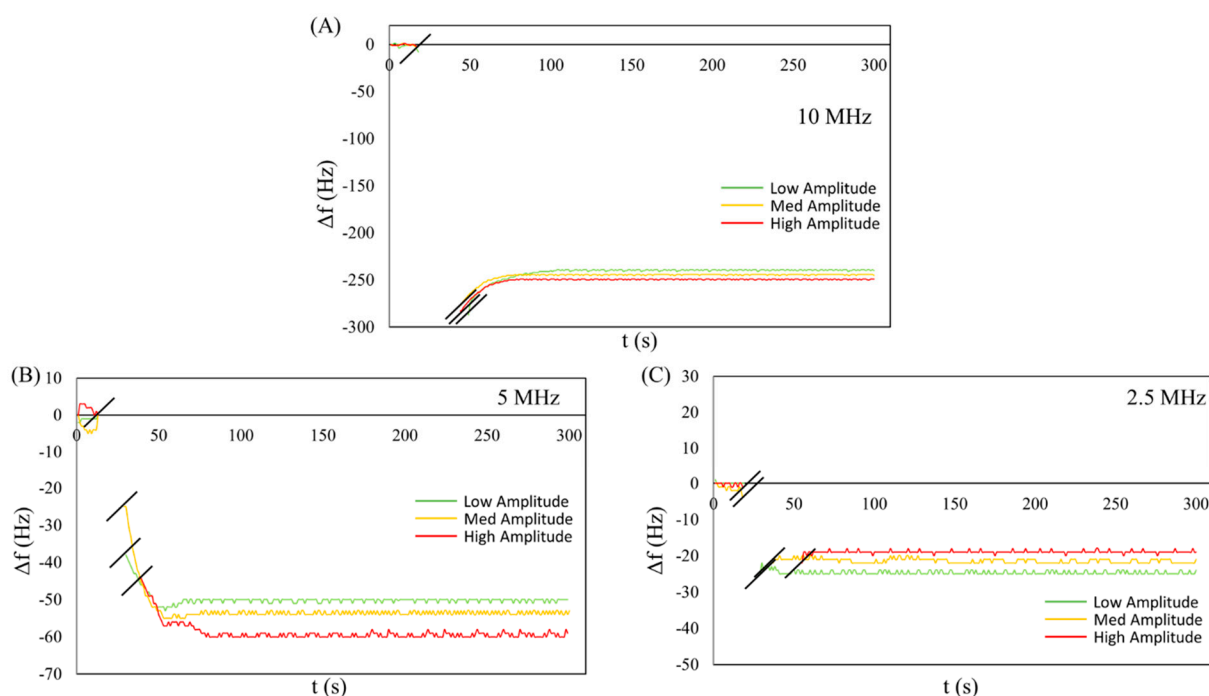 (A)
0
0 50 100 150 200 250 300
-50
10 MHz
-100
-150
Low Amplitude
Med Amplitude
High Amplitude
-200
-250
-300
Δf (Hz)
t (s)
(B)
10
5 MHz
0
0 50 100 150 200 250 300
-10
-20
Low Amplitude
Med Amplitude
High Amplitude
-30
-40
-50
-60
-70
Δf (Hz)
t (s)
(C)
30
2.5 MHz
20
10
0
0 50 100 150 200 250 300
-10
-20
-30
Low Amplitude
Med Amplitude
High Amplitude
-40
-50
Δf (Hz)
t (s)